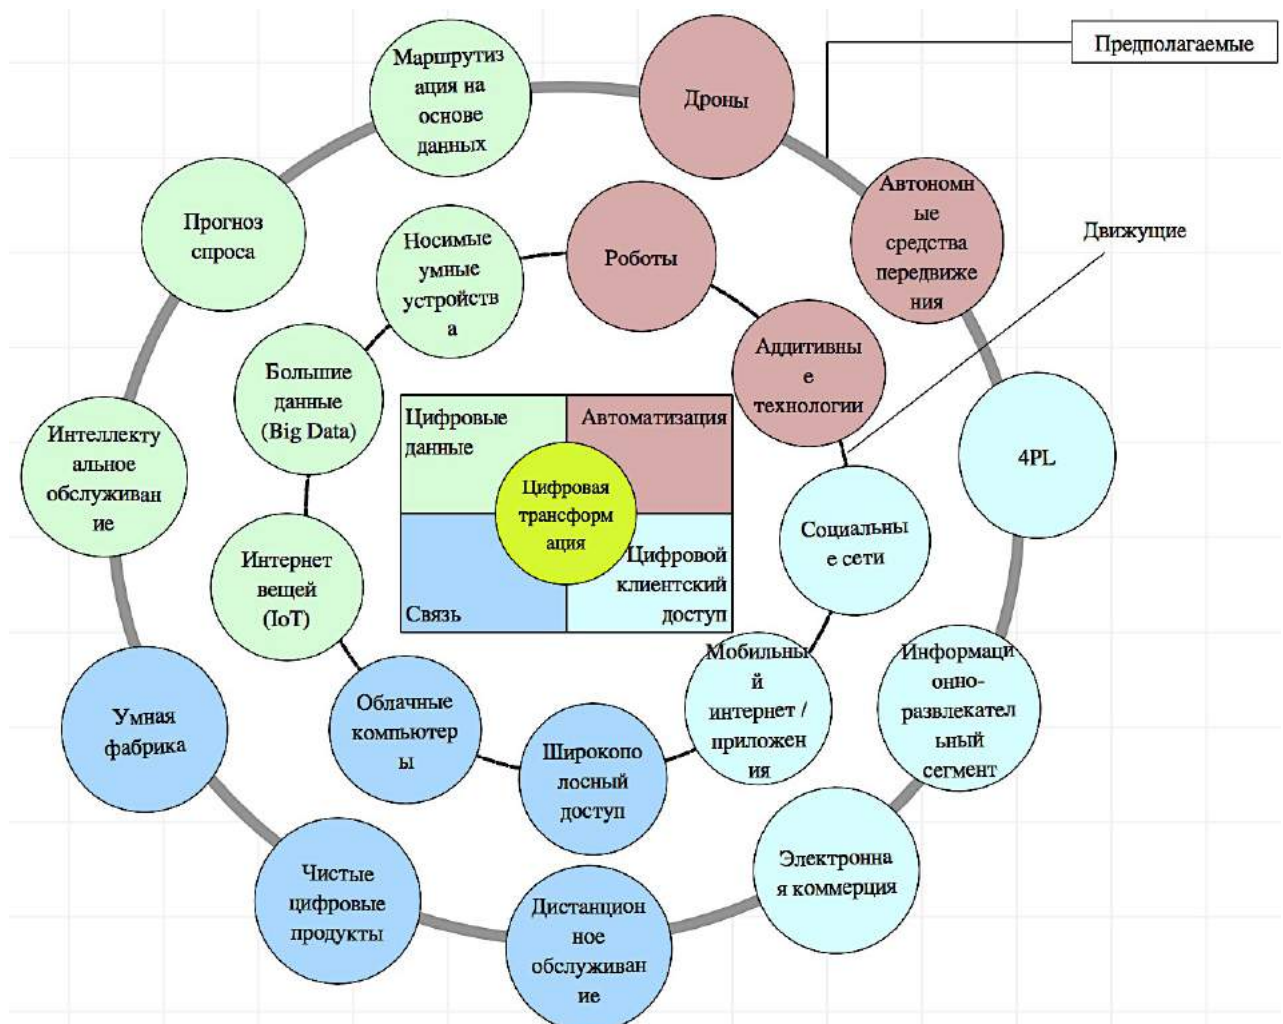 Предполагаемые
Маршрутиз
ация на
основе
данных
Дроны
Автономн
ые
средства
передвиже
ния
Движущие
Прогноз
спроса
Носимые
умные
устройств
а
Роботы
Аддитивны
е
технологии
Большие
данные
(Big Data)
Цифровые
данные
Автоматизация
Цифровая
трансформ
ация
Связь
Цифровой
клиентский
доступ
4PL
Интеллекту
альное
обслуживан
ие
Социальны
е сети
Интернет
вещей
(IoT)
Мобильны
й
интернет /
приложен
ия
Информаци
онно-
развлекател
ьный
сегмент
Умная
фабрика
Облачные
компьютер
ы
Широкопо
лосный
доступ
Электронна
я коммерция
Чистые
цифровые
продукты
Дистанцион
ное
обслуживан
ие